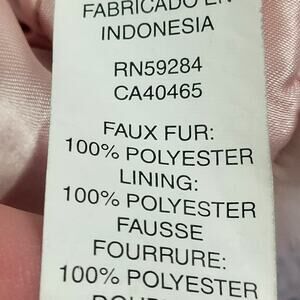 FABRICADO EN
INDONESIA
RN59284
CA40465
FAUX FUR:
100% POLYESTER
LINING:
100% POLYESTER
FAUSSE
FOURRURE:
100% POLYESTER